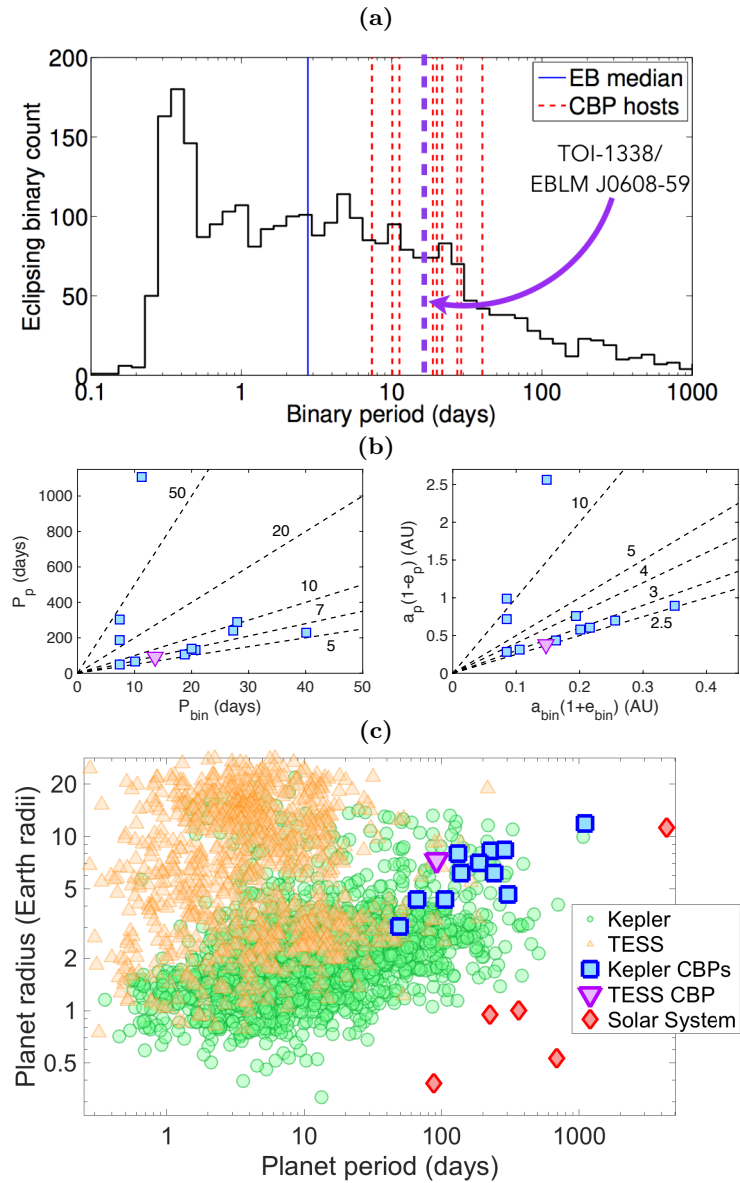 (a)
200
150
100
50
0
Eclipsing binary count
EB median
CBP hosts
TOI-1338/
EBLM J0608-59
0.1
1
10
100
1000
Binary period (days)
(b)
1000
800
600
400
200
0
P_p (days)
50
20
10
7
5
0
10
20
30
40
50
P_bin (days)
2.5
2
1.5
1
0.5
0
a_p(1-e_p) (AU)
10
5
4
3
2.5
0
0.1
0.2
0.3
0.4
a_bin(1+e_bin) (AU)
(c)
20
10
5
2
1
0.5
Planet radius (Earth radii)
Kepler
TESS
Kepler CBPs
TESS CBP
Solar System
1
10
100
1000
Planet period (days)